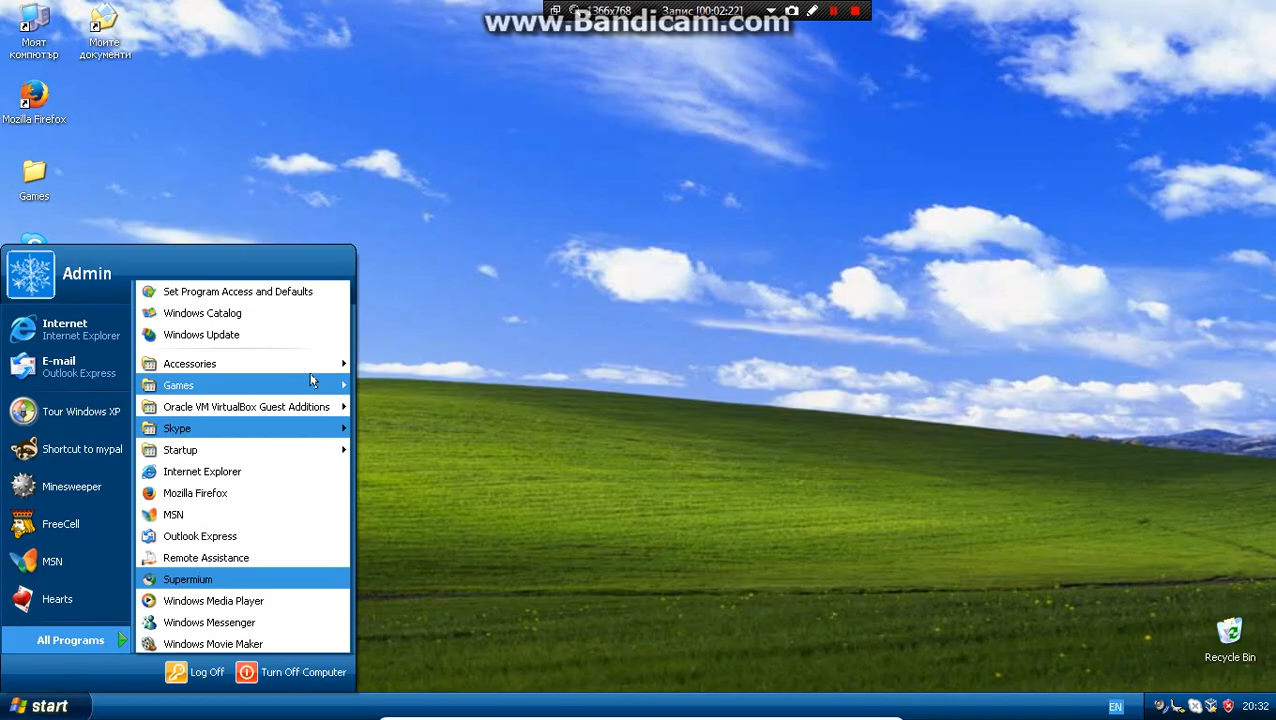 1366x768
Запис [00:02:22]
www.Bandicam.com
Моят
компютър
Моите
документи
Mozilla Firefox
Games
Admin
Internet
Internet Explorer
E-mail
Outlook Express
Tour Windows XP
Shortcut to mypal
Minesweeper
FreeCell
MSN
Hearts
All Programs
Set Program Access and Defaults
Windows Catalog
Windows Update
Accessories
Games
Oracle VM VirtualBox Guest Additions
Skype
Startup
Internet Explorer
Mozilla Firefox
MSN
Outlook Express
Remote Assistance
Supermium
Windows Media Player
Windows Messenger
Windows Movie Maker
Log Off
Turn Off Computer
Recycle Bin
start
EN
20:32